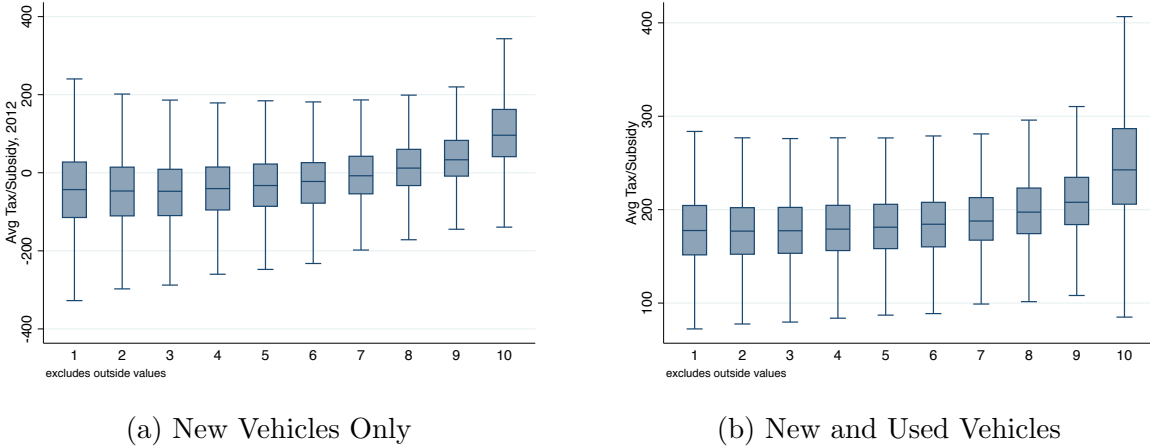 400
200
0
-200
-400
Avg Tax/Subsidy, 2012
1 2 3 4 5 6 7 8 9 10
excludes outside values
(a) New Vehicles Only
400
300
200
100
Avg Tax/Subsidy
1 2 3 4 5 6 7 8 9 10
excludes outside values
(b) New and Used Vehicles